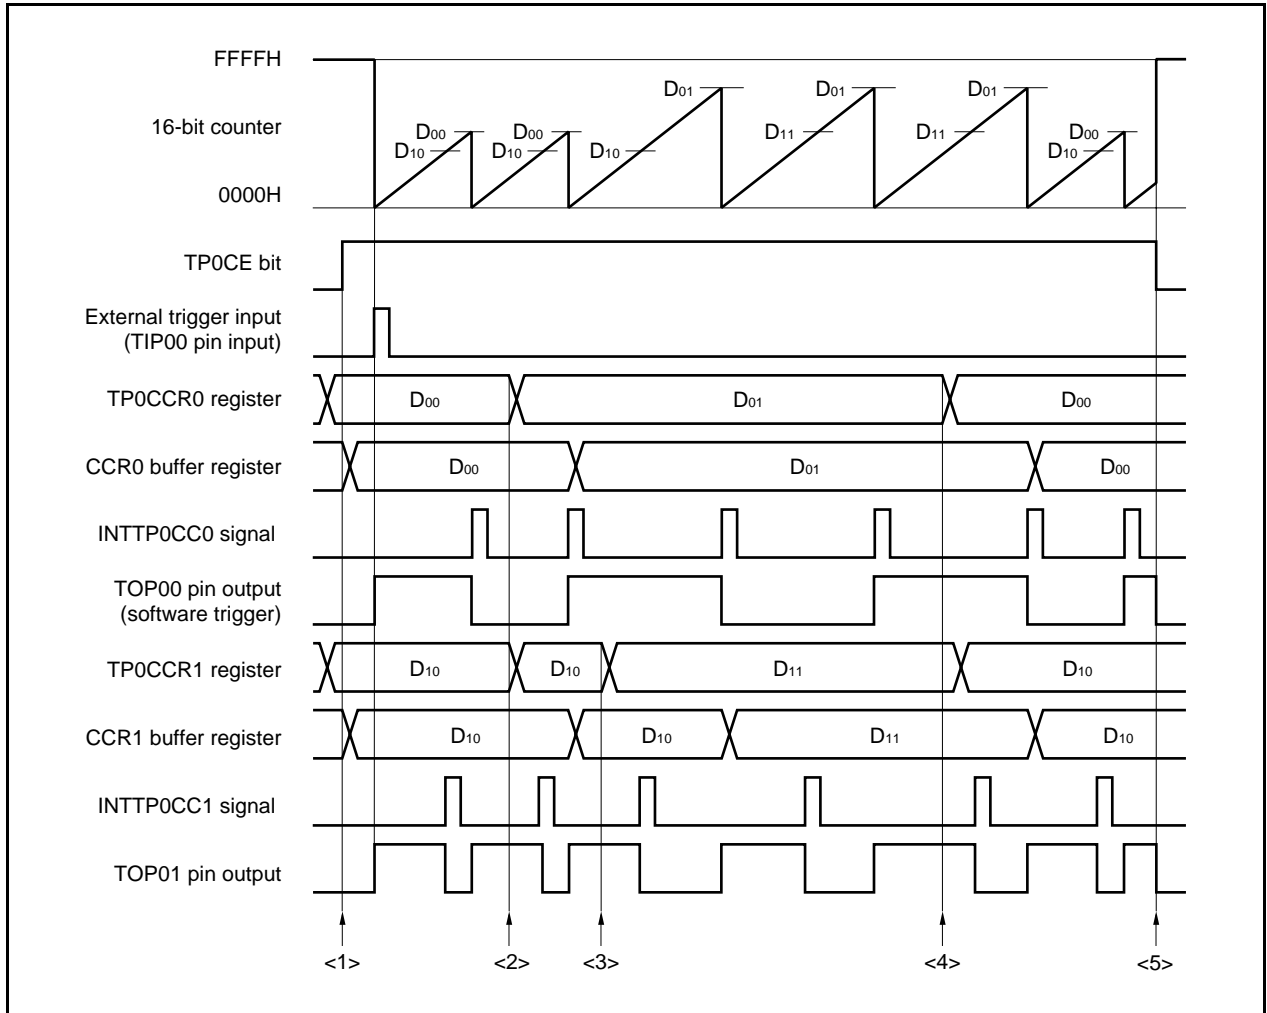 FFFFH
D01 D01 D01
16-bit counter
D00 D00 D11 D11 D00
D10 D10 D10 D10
0000H
TP0CE bit
External trigger input
(TIP00 pin input)
TP0CCR0 register D00 D01 D00
CCR0 buffer register D00 D01 D00
INTTP0CC0 signal
TOP00 pin output
(software trigger)
TP0CCR1 register D10 D10 D11 D10
CCR1 buffer register D10 D10 D11 D10
INTTP0CC1 signal
TOP01 pin output
<1> <2> <3> <4> <5>